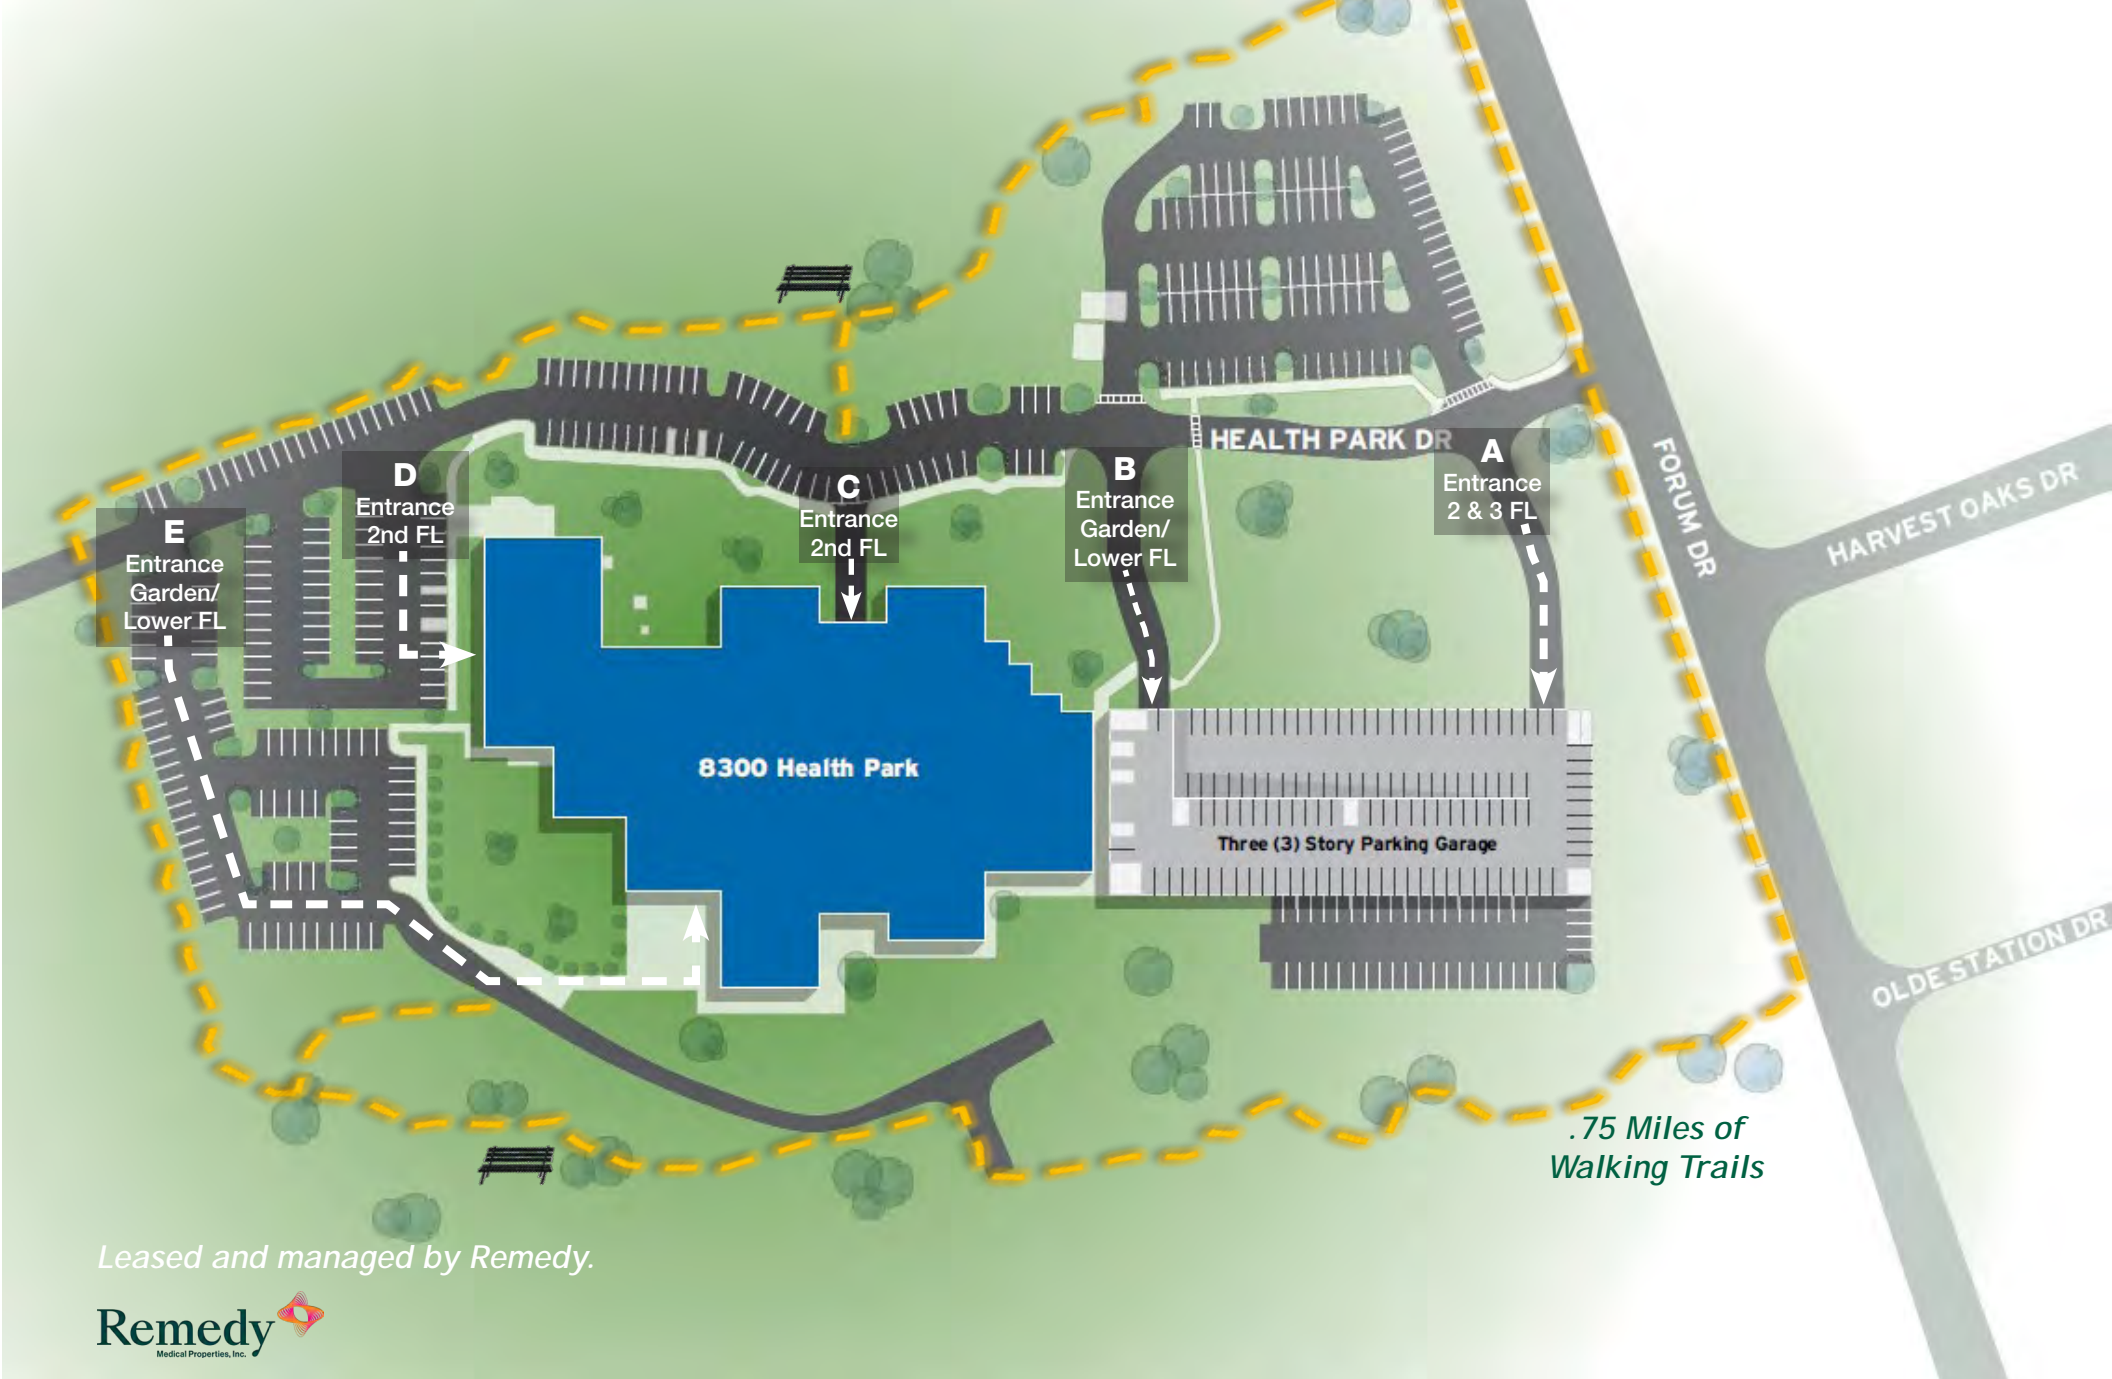 HEALTH PARK DR
A
Entrance
2 & 3 FL
B
Entrance
Garden/
Lower FL
C
Entrance
2nd FL
D
Entrance
2nd FL
E
Entrance
Garden/
Lower FL
FORUM DR
HARVEST OAKS DR
8300 Health Park
Three (3) Story Parking Garage
OLDE STATION DR
.75 Miles of
Walking Trails
Leased and managed by Remedy.
Remedy
Medical Properties, Inc.